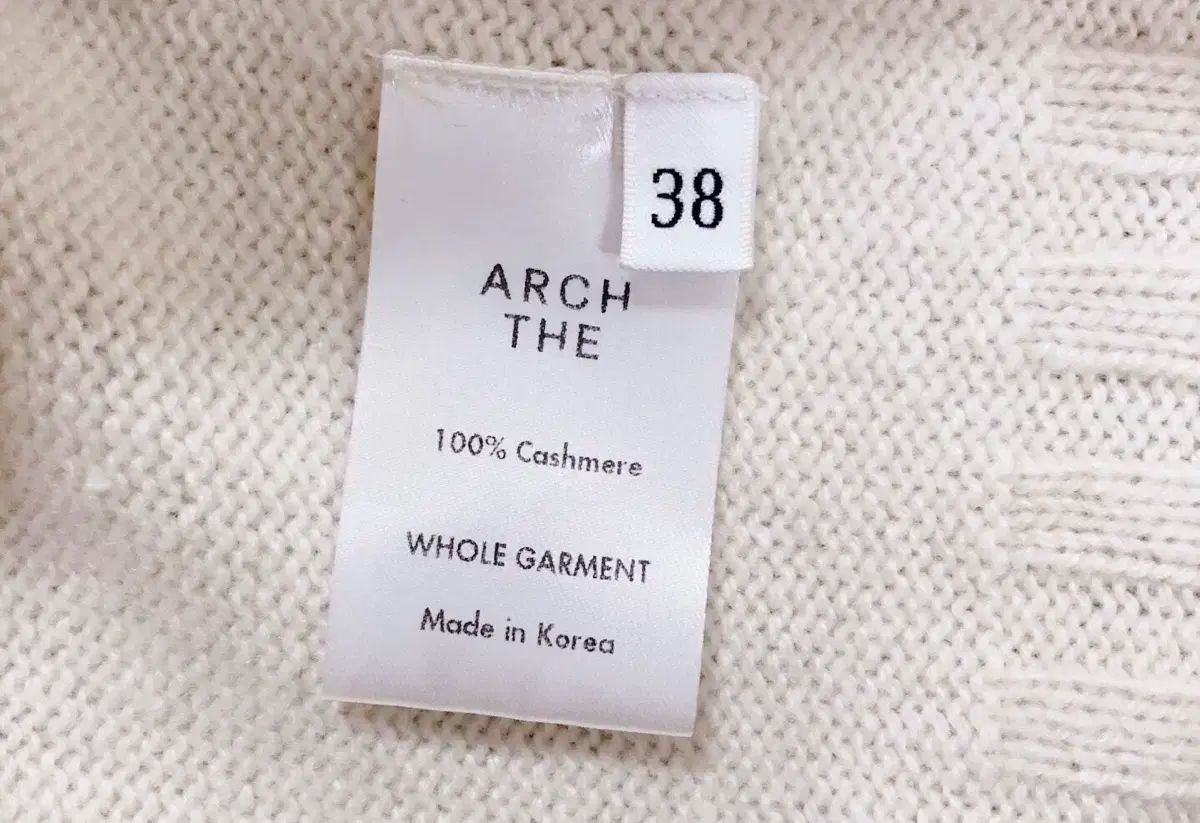 38
ARCH
THE
100% Cashmere
WHOLE GARMENT
Made in Korea